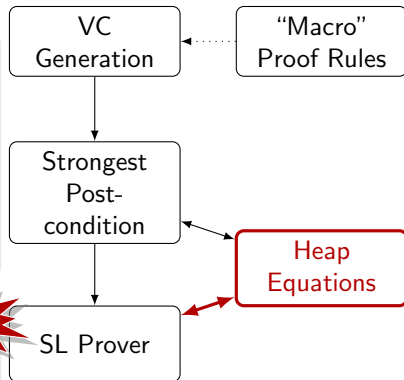 VC
Generation
“Macro”
Proof Rules
Strongest
Post-
condition
Heap
Equations
SL Prover